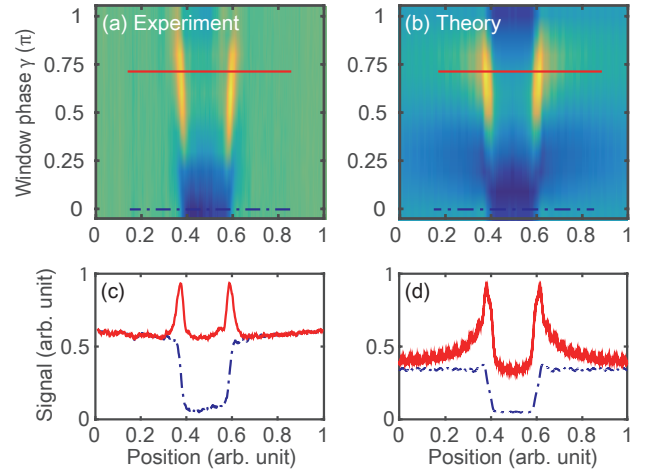 (a) Experiment
(b) Theory
Window phase γ (π)
1
0.75
0.5
0.25
0
1
0.75
0.5
0.25
0
0 0.2 0.4 0.6 0.8 1
0 0.2 0.4 0.6 0.8 1
(c)
(d)
Signal (arb. unit)
1
0.5
0
1
0.5
0
0 0.2 0.4 0.6 0.8 1
0 0.2 0.4 0.6 0.8 1
Position (arb. unit)
Position (arb. unit)